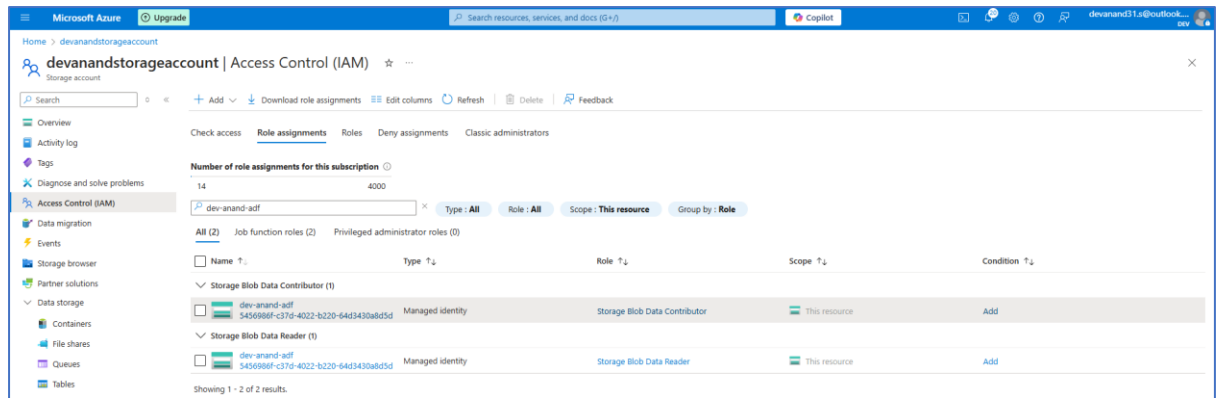 Microsoft Azure Upgrade Search resources, services, and docs (G+/) Copilot 20 devanand31.s@outlook....
DEV
Home > devanandstorageaccount
devanandstorageaccount | Access Control (IAM) ☆ ...
Storage account
Search + Add Download role assignments Edit columns Refresh Delete Feedback
Overview
Activity log
Check access Role assignments Roles Deny assignments Classic administrators
Tags
Number of role assignments for this subscription
Diagnose and solve problems
14 4000
Access Control (IAM)
dev-anand-adf Type : All Role : All Scope : This resource Group by : Role
Data migration
Events
All (2) Job function roles (2) Privileged administrator roles (0)
Storage browser
Name ↑↓ Type ↑↓ Role ↑↓ Scope ↑↓ Condition ↑↓
Partner solutions
Storage Blob Data Contributor (1)
Data storage
dev-anand-adf
5456986f-c37d-4022-b220-64d3430a8d5d Managed identity Storage Blob Data Contributor This resource Add
Containers
File shares
Storage Blob Data Reader (1)
Queues
dev-anand-adf
5456986f-c37d-4022-b220-64d3430a8d5d Managed identity Storage Blob Data Reader This resource Add
Tables
Showing 1 - 2 of 2 results.